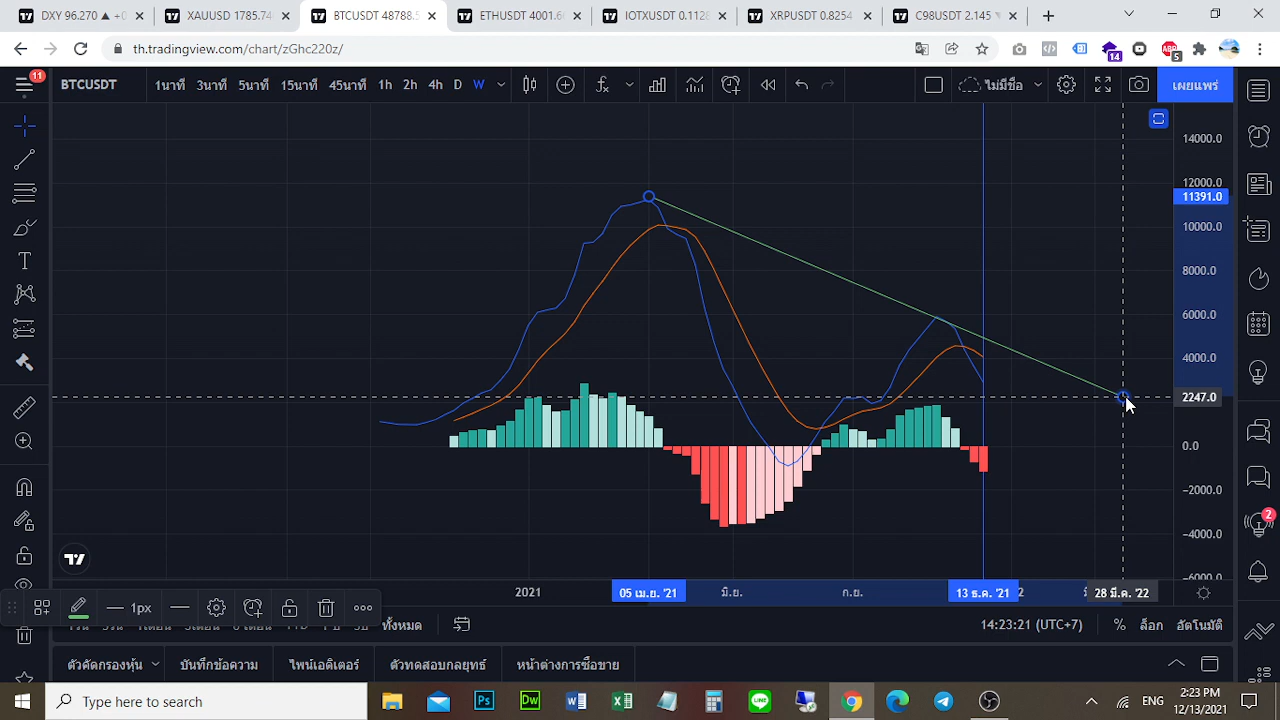 DXY 96.270 ▲ +0
XAUUSD 1785.74
BTCUSDT 48788.5
ETHUSDT 4001.6
IOTXUSDT 0.1128
XRPUSDT 0.8254
C98USDT 2.145 ▼
th.tradingview.com/chart/zGhc220z/
14
5
11
BTCUSDT
1นาที 3นาที 5นาที 15นาที 45นาที 1h 2h 4h D W
ไม่มีชื่อ
เผยแพร่
14000.0
12000.0
11391.0
10000.0
8000.0
6000.0
4000.0
2247.0
0.0
−2000.0
−4000.0
−6000.0
2021
05 เม.ย. '21
มิ.ย.
ก.ย.
13 ธ.ค. '21
28 มี.ค. '22
2
1px
ทั้งหมด
14:23:21 (UTC+7)
%
ล็อก
อัตโนมัติ
ตัวคัดกรองหุ้น
บันทึกข้อความ
ไพน์เอดิเตอร์
ตัวทดสอบกลยุทธ์
หน้าต่างการซื้อขาย
Type here to search
ENG
2:23 PM
12/13/2021